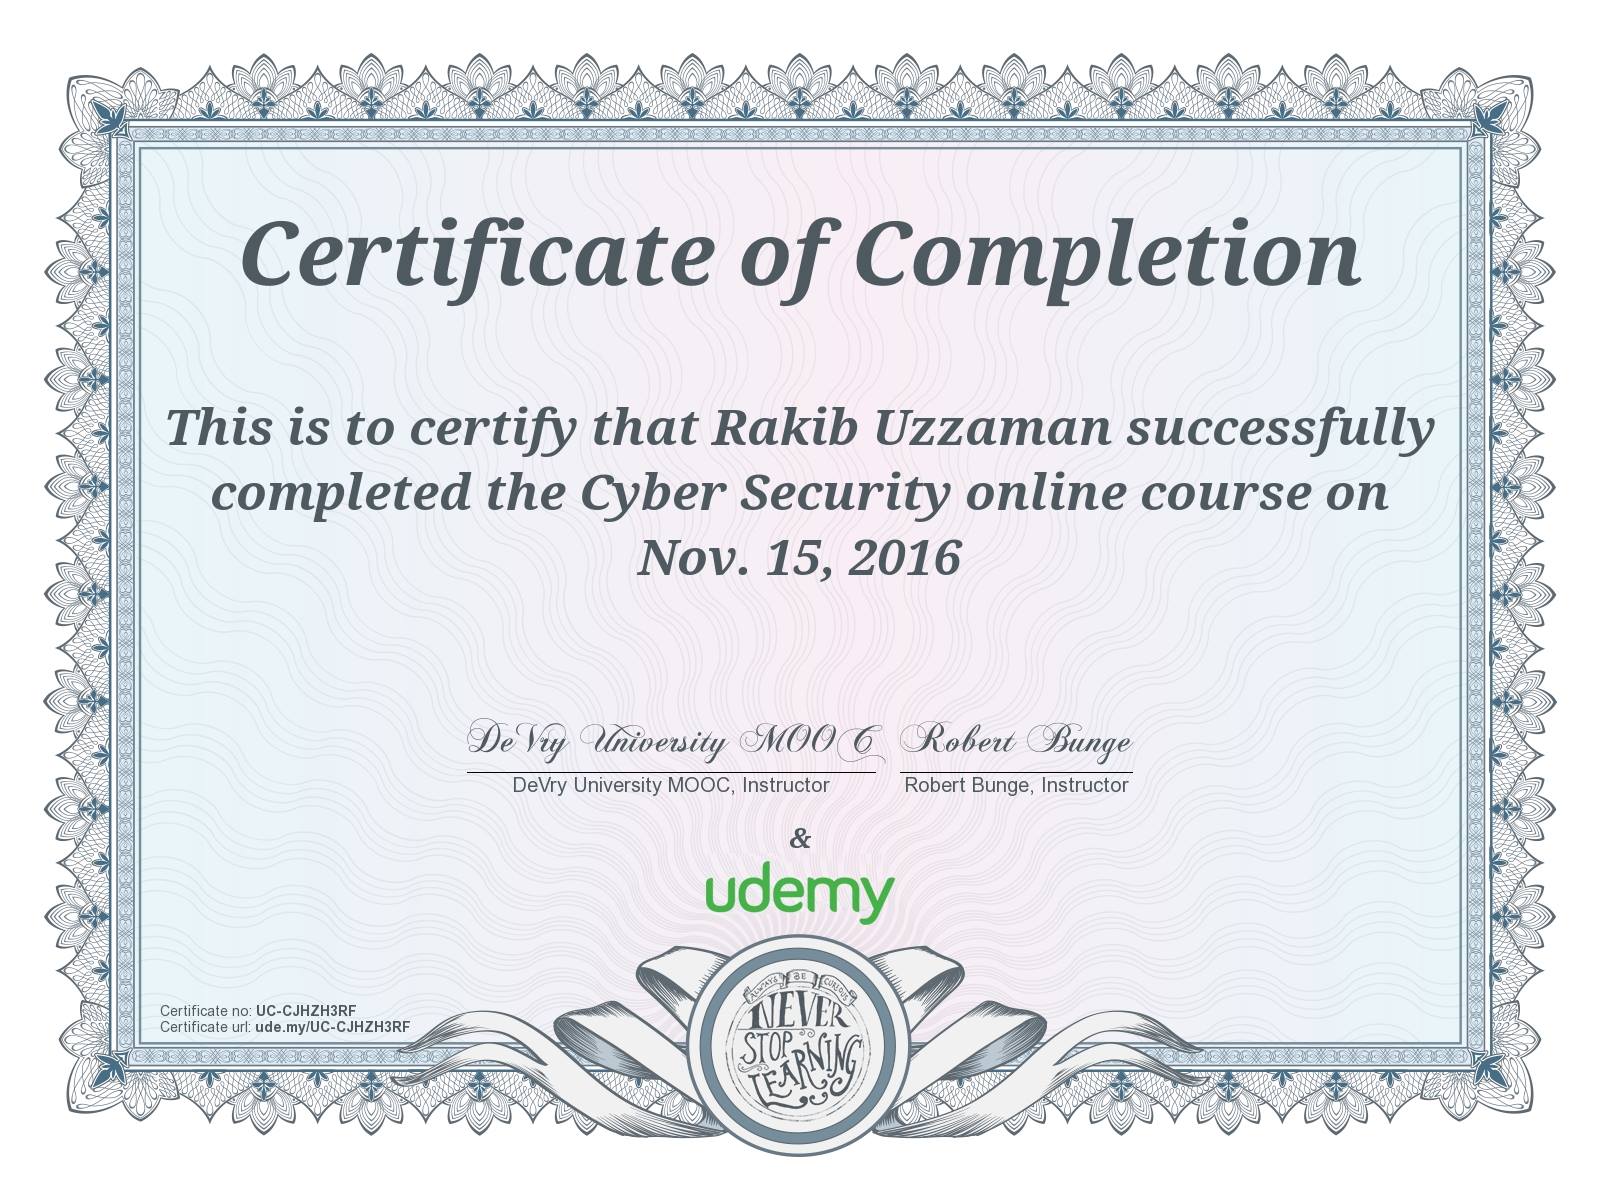 Certificate of Completion
This is to certify that Rakib Uzzaman successfully
completed the Cyber Security online course on
Nov. 15, 2016
DeVry University MOOC Robert Bunge
DeVry University MOOC, Instructor Robert Bunge, Instructor
&
udemy
Certificate no: UC-CJHZH3RF
Certificate url: ude.my/UC-CJHZH3RF
ALWAYS BE CURIOUS
NEVER
STOP
LEARNING